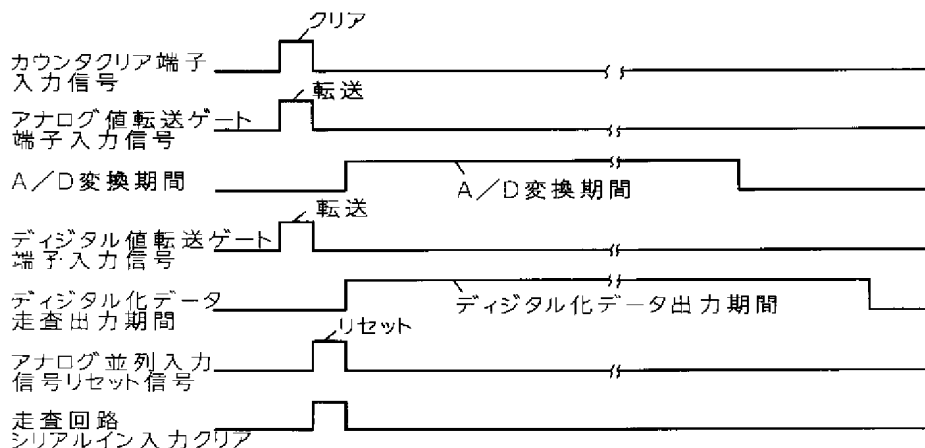 クリア
カウンタクリア端子
入力信号
転送
アナログ値転送ゲート
端子入力信号
A/D変換期間
A/D変換期間
転送
ディジタル値転送ゲート
端子入力信号
ディジタル化データ
走査出力期間
ディジタル化データ出力期間
リセット
アナログ並列入力
信号リセット信号
走査回路
シリアルイン入力クリア